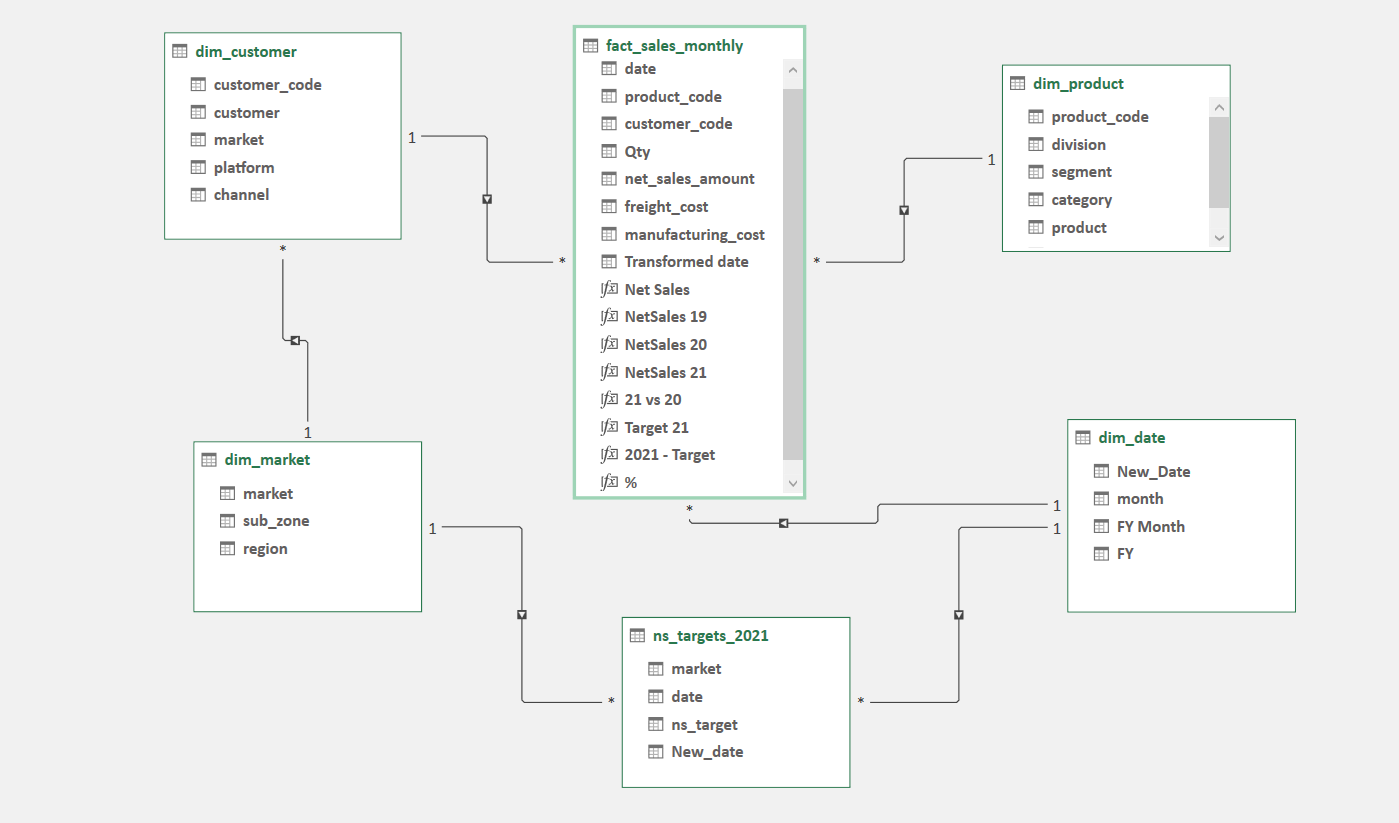 dim_customer
customer_code
customer
market
platform
channel
1
*
*
fact_sales_monthly
date
product_code
customer_code
Qty
net_sales_amount
freight_cost
manufacturing_cost
Transformed date
Net Sales
NetSales 19
NetSales 20
NetSales 21
21 vs 20
Target 21
2021 - Target
%
*
*
dim_product
product_code
division
segment
category
product
1
1
dim_market
market
sub_zone
region
1
dim_date
New_Date
month
FY Month
FY
1
1
ns_targets_2021
market
date
ns_target
New_date
*
*